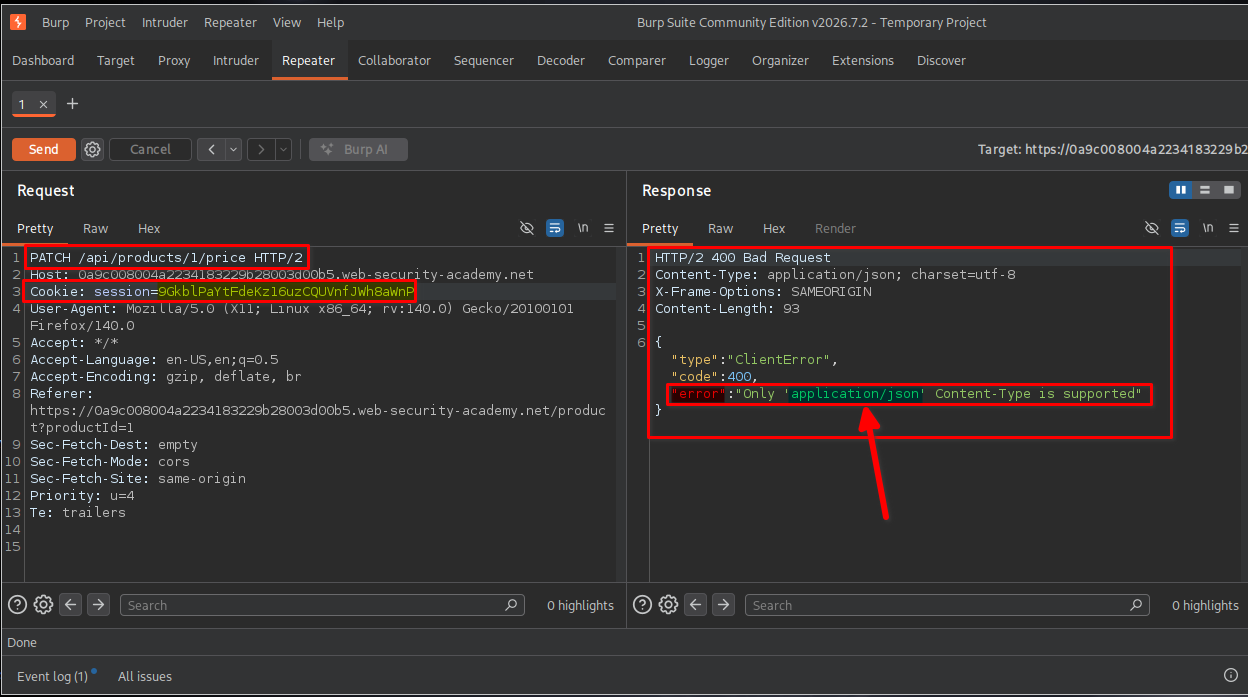 Burp Project Intruder Repeater View Help Burp Suite Community Edition v2026.7.2 - Temporary Project
Dashboard Target Proxy Intruder Repeater Collaborator Sequencer Decoder Comparer Logger Organizer Extensions Discover
1 × +
Send Cancel < > Burp AI Target: https://0a9c008004a2234183229b2
Request
Pretty Raw Hex \n
1 PATCH /api/products/1/price HTTP/2
2 Host: 0a9c008004a2234183229b28003d00b5.web-security-academy.net
3 Cookie: session=9GkblPaYtFdeKz16uzCQUVnfJWh8aWnP
4 User-Agent: Mozilla/5.0 (X11; Linux x86_64; rv:140.0) Gecko/20100101
Firefox/140.0
5 Accept: */*
6 Accept-Language: en-US,en;q=0.5
7 Accept-Encoding: gzip, deflate, br
8 Referer:
https://0a9c008004a2234183229b28003d00b5.web-security-academy.net/produc
t?productId=1
9 Sec-Fetch-Dest: empty
10 Sec-Fetch-Mode: cors
11 Sec-Fetch-Site: same-origin
12 Priority: u=4
13 Te: trailers
14
15
Search 0 highlights
Response
Pretty Raw Hex Render \n
1 HTTP/2 400 Bad Request
2 Content-Type: application/json; charset=utf-8
3 X-Frame-Options: SAMEORIGIN
4 Content-Length: 93
5
6 {
"type":"ClientError",
"code":400,
"error":"Only 'application/json' Content-Type is supported"
}
Search 0 highlights
Done
Event log (1) All issues